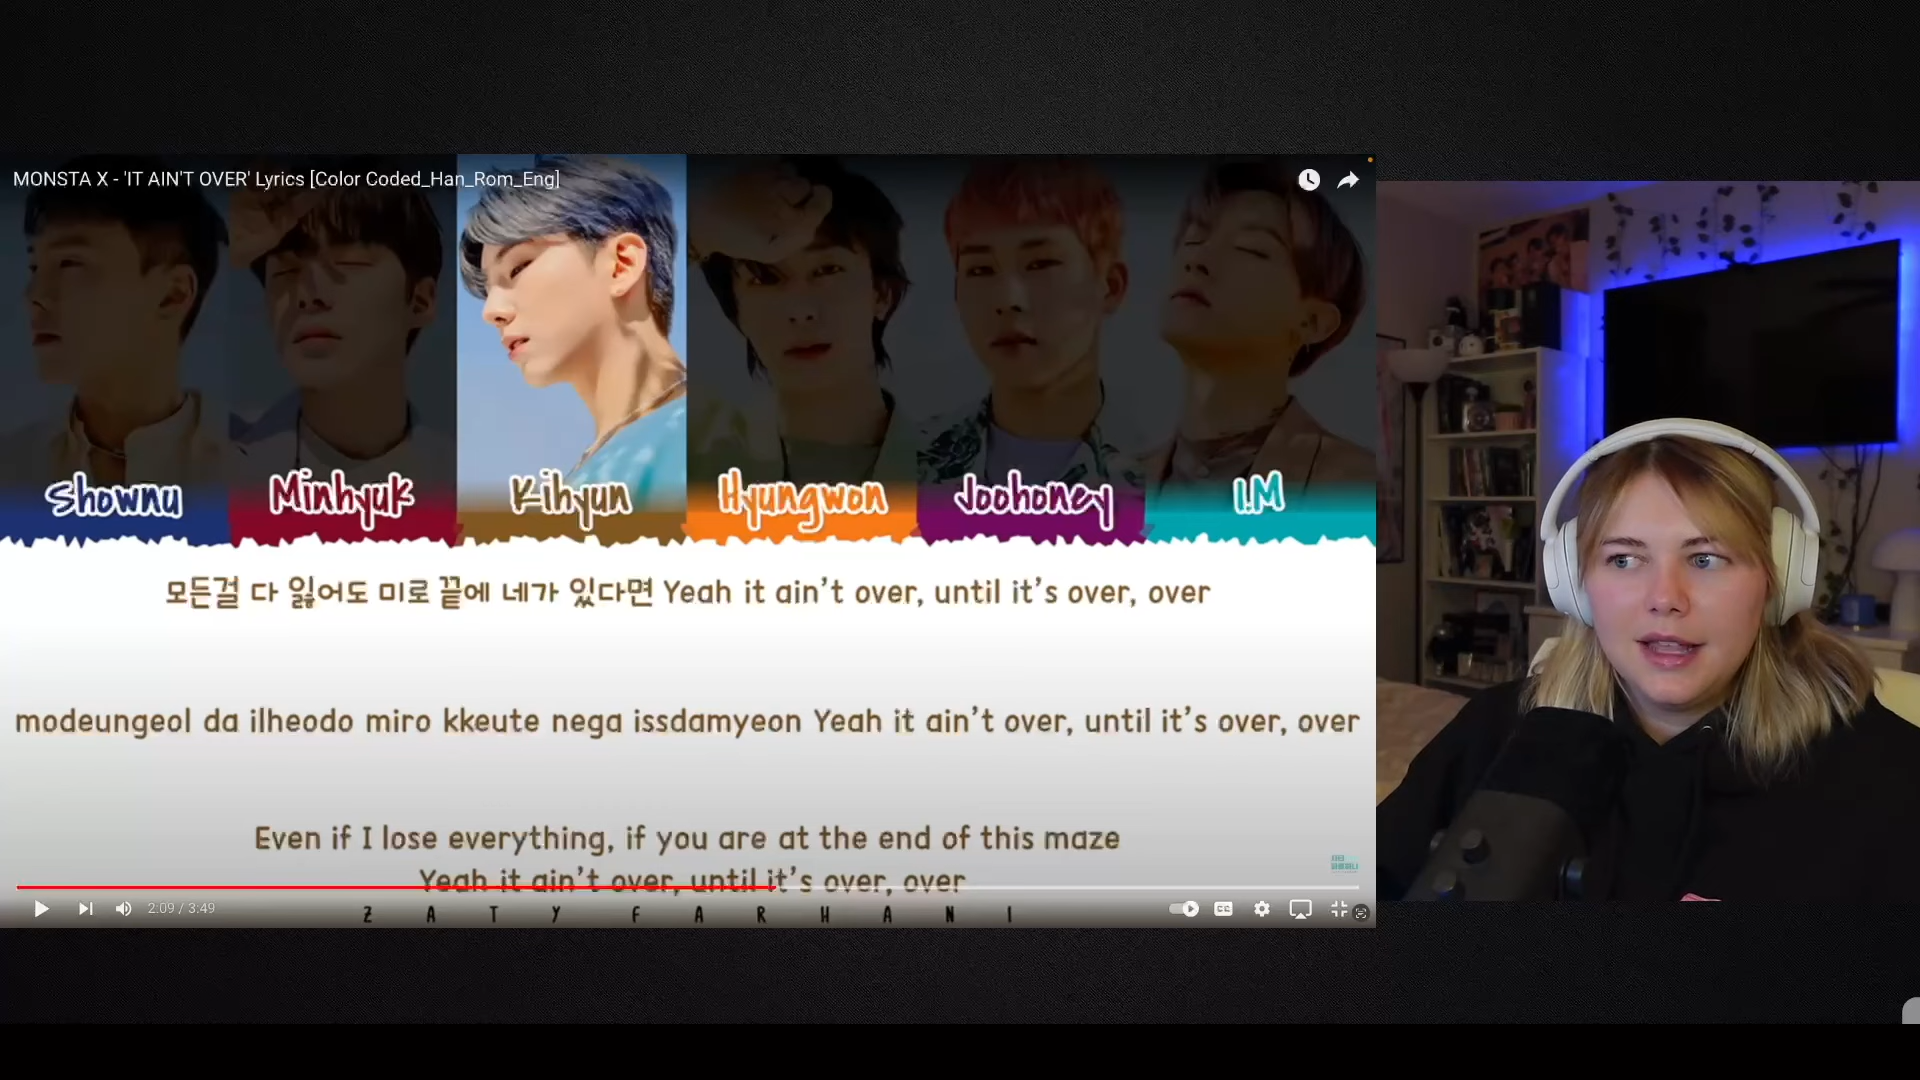 MONSTA X - 'IT AIN'T OVER' Lyrics [Color Coded_Han_Rom_Eng]
Shownu
Minhyuk
Kihyun
Hyungwon
Joohoney
I.M
모든걸 다 잃어도 미로 끝에 네가 있다면 Yeah it ain't over, until it's over, over
modeungeol da ilheodo miro kkeute nega issdamyeon Yeah it ain't over, until it's over, over
Even if I lose everything, if you are at the end of this maze
Yeah it ain't over, until it's over, over
2:09 / 3:49
CC
Z A T Y F A R H A N I